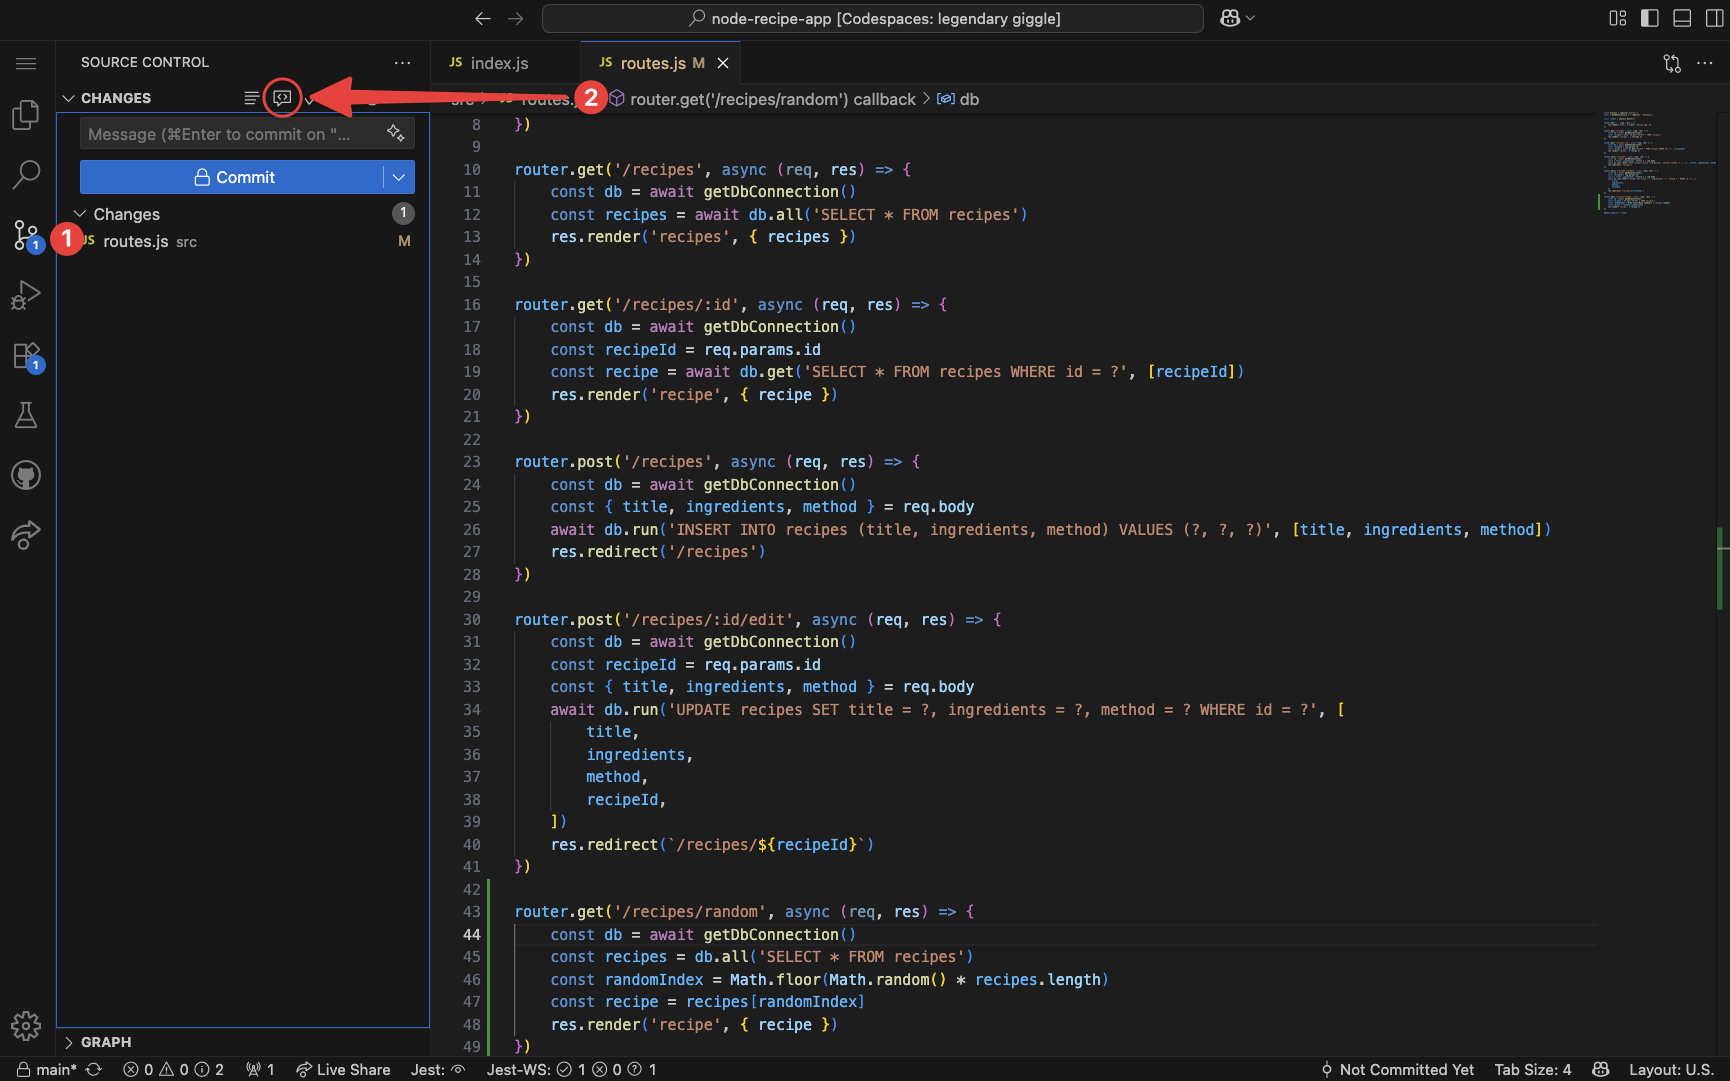 node-recipe-app [Codespaces: legendary giggle]
SOURCE CONTROL
CHANGES
2
Message (⌘Enter to commit on "...
Commit
Changes
1
1
JS routes.js src
M
1
1
GRAPH
JS index.js
JS routes.js M
router.get('/recipes/random') callback > db
8 })
9
10 router.get('/recipes', async (req, res) => {
11 const db = await getDbConnection()
12 const recipes = await db.all('SELECT * FROM recipes')
13 res.render('recipes', { recipes })
14 })
15
16 router.get('/recipes/:id', async (req, res) => {
17 const db = await getDbConnection()
18 const recipeId = req.params.id
19 const recipe = await db.get('SELECT * FROM recipes WHERE id = ?', [recipeId])
20 res.render('recipe', { recipe })
21 })
22
23 router.post('/recipes', async (req, res) => {
24 const db = await getDbConnection()
25 const { title, ingredients, method } = req.body
26 await db.run('INSERT INTO recipes (title, ingredients, method) VALUES (?, ?, ?)', [title, ingredients, method])
27 res.redirect('/recipes')
28 })
29
30 router.post('/recipes/:id/edit', async (req, res) => {
31 const db = await getDbConnection()
32 const recipeId = req.params.id
33 const { title, ingredients, method } = req.body
34 await db.run('UPDATE recipes SET title = ?, ingredients = ?, method = ? WHERE id = ?', [
35 title,
36 ingredients,
37 method,
38 recipeId,
39 ])
40 res.redirect(`/recipes/${recipeId}`)
41 })
42
43 router.get('/recipes/random', async (req, res) => {
44 const db = await getDbConnection()
45 const recipes = db.all('SELECT * FROM recipes')
46 const randomIndex = Math.floor(Math.random() * recipes.length)
47 const recipe = recipes[randomIndex]
48 res.render('recipe', { recipe })
49 })
main* 0 0 2 1 Live Share Jest: Jest-WS: 1 0 1 Not Committed Yet Tab Size: 4 Layout: U.S.